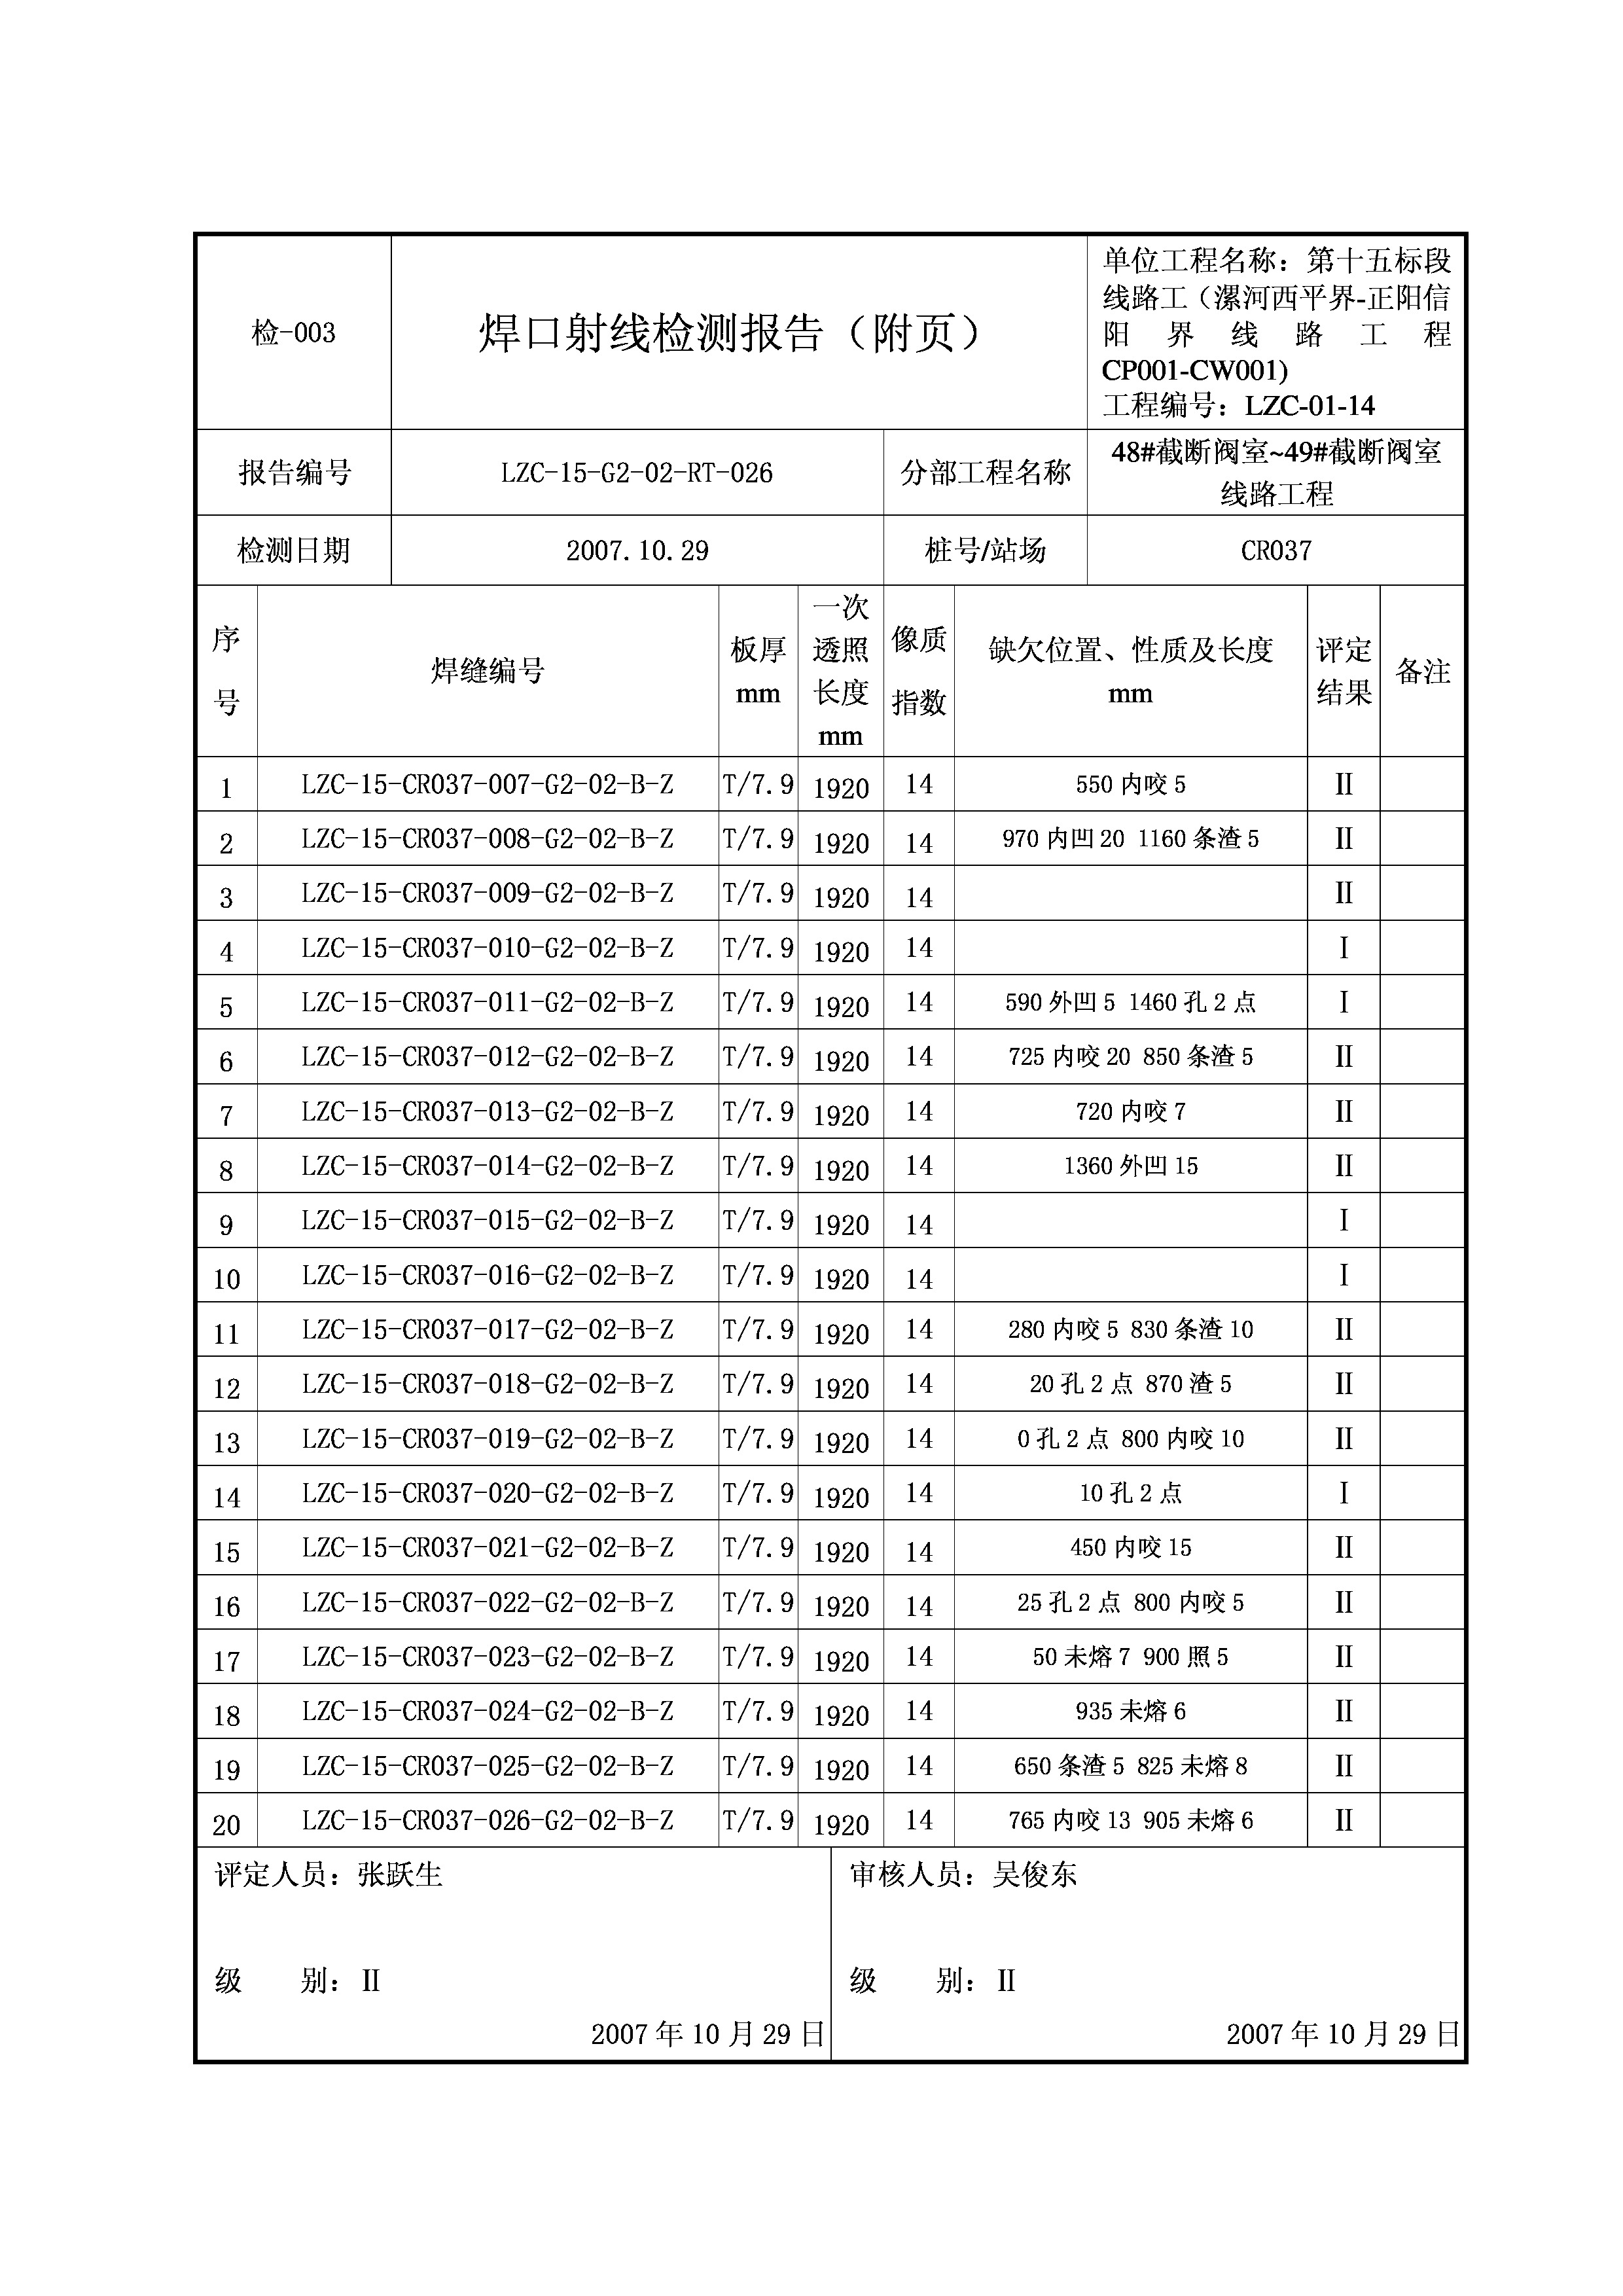 检-003
焊口射线检测报告（附页）
单位工程名称：第十五标段
线路工（漯河西平界-正阳信
阳界线路工程
CP001-CW001)
工程编号：LZC-01-14
报告编号 LZC-15-G2-02-RT-026 分部工程名称 48#截断阀室~49#截断阀室
线路工程
检测日期 2007.10.29 桩号/站场 CR037
序号 焊缝编号 板厚mm 一次透照长度mm 像质指数 缺欠位置、性质及长度mm 评定结果 备注
1 LZC-15-CR037-007-G2-02-B-Z T/7.9 1920 14 550 内咬 5 Ⅱ
2 LZC-15-CR037-008-G2-02-B-Z T/7.9 1920 14 970 内凹 20 1160 条渣 5 Ⅱ
3 LZC-15-CR037-009-G2-02-B-Z T/7.9 1920 14 Ⅱ
4 LZC-15-CR037-010-G2-02-B-Z T/7.9 1920 14 Ⅰ
5 LZC-15-CR037-011-G2-02-B-Z T/7.9 1920 14 590 外凹 5 1460 孔 2 点 Ⅰ
6 LZC-15-CR037-012-G2-02-B-Z T/7.9 1920 14 725 内咬 20 850 条渣 5 Ⅱ
7 LZC-15-CR037-013-G2-02-B-Z T/7.9 1920 14 720 内咬 7 Ⅱ
8 LZC-15-CR037-014-G2-02-B-Z T/7.9 1920 14 1360 外凹 15 Ⅱ
9 LZC-15-CR037-015-G2-02-B-Z T/7.9 1920 14 Ⅰ
10 LZC-15-CR037-016-G2-02-B-Z T/7.9 1920 14 Ⅰ
11 LZC-15-CR037-017-G2-02-B-Z T/7.9 1920 14 280 内咬 5 830 条渣 10 Ⅱ
12 LZC-15-CR037-018-G2-02-B-Z T/7.9 1920 14 20 孔 2 点 870 渣 5 Ⅱ
13 LZC-15-CR037-019-G2-02-B-Z T/7.9 1920 14 0 孔 2 点 800 内咬 10 Ⅱ
14 LZC-15-CR037-020-G2-02-B-Z T/7.9 1920 14 10 孔 2 点 Ⅰ
15 LZC-15-CR037-021-G2-02-B-Z T/7.9 1920 14 450 内咬 15 Ⅱ
16 LZC-15-CR037-022-G2-02-B-Z T/7.9 1920 14 25 孔 2 点 800 内咬 5 Ⅱ
17 LZC-15-CR037-023-G2-02-B-Z T/7.9 1920 14 50 未熔 7 900 照 5 Ⅱ
18 LZC-15-CR037-024-G2-02-B-Z T/7.9 1920 14 935 未熔 6 Ⅱ
19 LZC-15-CR037-025-G2-02-B-Z T/7.9 1920 14 650 条渣 5 825 未熔 8 Ⅱ
20 LZC-15-CR037-026-G2-02-B-Z T/7.9 1920 14 765 内咬 13 905 未熔 6 Ⅱ
评定人员：张跃生
级 别：Ⅱ
2007 年 10 月 29 日
审核人员：吴俊东
级 别：Ⅱ
2007 年 10 月 29 日